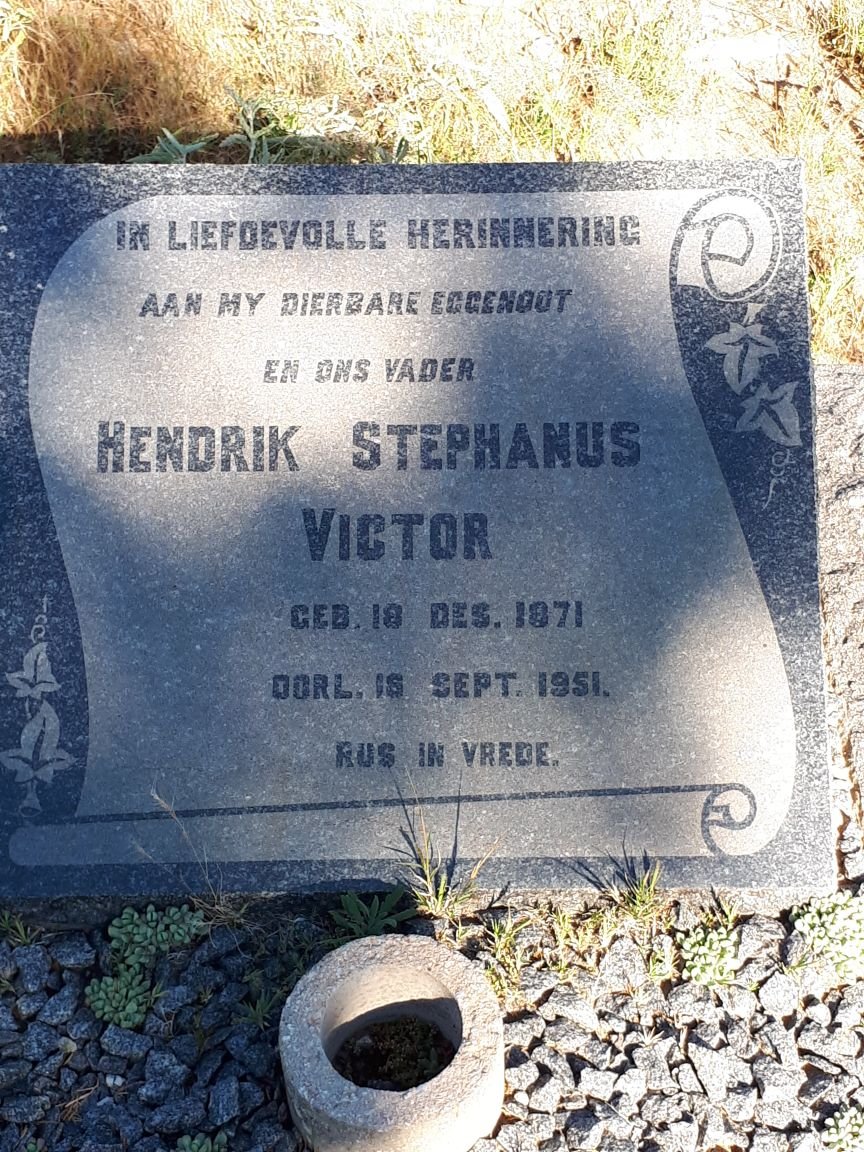 IN LIEFDEVOLLE HERINNERING
AAN MY DIERBARE EGGENOOT
EN ONS VADER
HENDRIK STEPHANUS
VICTOR
GEB. 18 DES. 1871
OORL. 16 SEPT. 1951.
RUS IN VREDE.